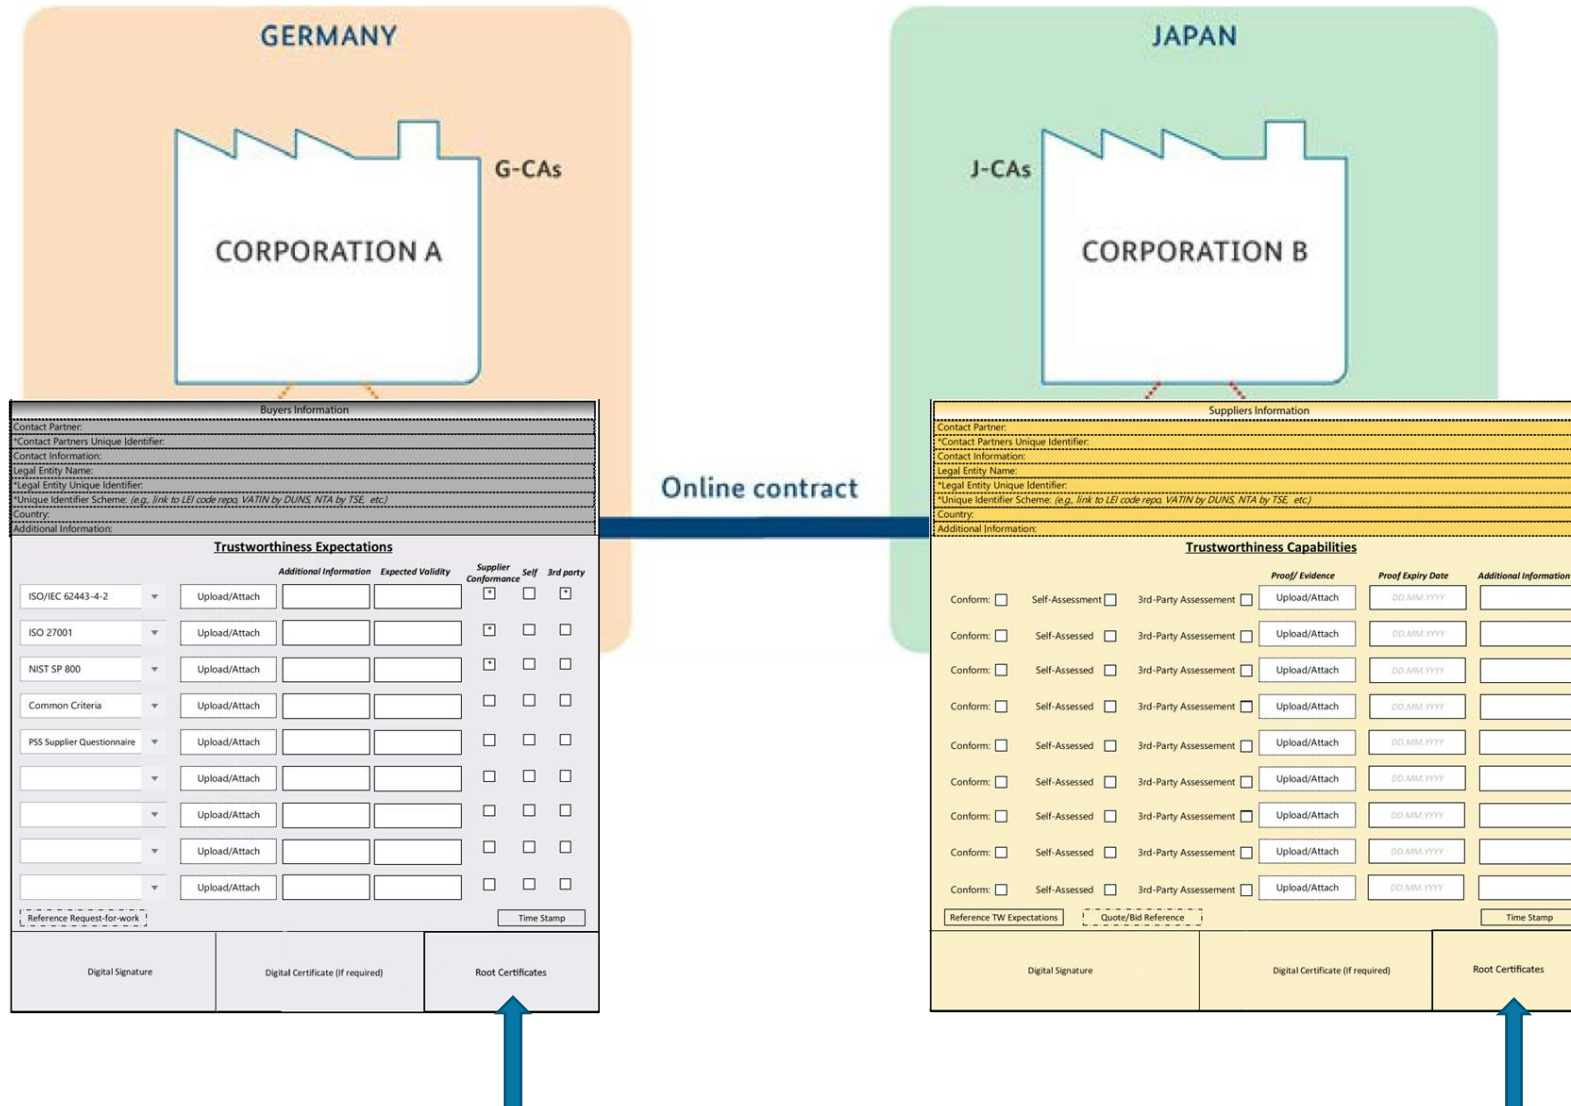 GERMANY
JAPAN
G-CAs
J-CAs
CORPORATION A
CORPORATION B
Online contract
Buyers Information
Contact Partner:
*Contact Partners Unique Identifier:
Contact Information:
Legal Entity Name:
*Legal Entity Unique Identifier:
*Unique Identifier Scheme: (e.g., link to LEI code repo, VATIN by DUNS, NTA by TSE, etc.)
Country:
Additional Information:
Trustworthiness Expectations
Additional Information Expected Validity Supplier Conformance Self 3rd party
ISO/IEC 62443-4-2 Upload/Attach * *
ISO 27001 Upload/Attach *
NIST SP 800 Upload/Attach *
Common Criteria Upload/Attach
PSS Supplier Questionnaire Upload/Attach
Upload/Attach
Upload/Attach
Upload/Attach
Upload/Attach
Reference Request-for-work Time Stamp
Digital Signature Digital Certificate (If required) Root Certificates
Suppliers Information
Contact Partner:
*Contact Partners Unique Identifier:
Contact Information:
Legal Entity Name:
*Legal Entity Unique Identifier:
*Unique Identifier Scheme: (e.g., link to LEI code repo, VATIN by DUNS, NTA by TSE, etc.)
Country:
Additional Information:
Trustworthiness Capabilities
Proof/ Evidence Proof Expiry Date Additional Information
Conform: Self-Assessment 3rd-Party Assessement Upload/Attach DD.MM.YYYY
Conform: Self-Assessed 3rd-Party Assessement Upload/Attach DD.MM.YYYY
Conform: Self-Assessed 3rd-Party Assessement Upload/Attach DD.MM.YYYY
Conform: Self-Assessed 3rd-Party Assessement Upload/Attach DD.MM.YYYY
Conform: Self-Assessed 3rd-Party Assessement Upload/Attach DD.MM.YYYY
Conform: Self-Assessed 3rd-Party Assessement Upload/Attach DD.MM.YYYY
Conform: Self-Assessed 3rd-Party Assessement Upload/Attach DD.MM.YYYY
Conform: Self-Assessed 3rd-Party Assessement Upload/Attach DD.MM.YYYY
Conform: Self-Assessed 3rd-Party Assessement Upload/Attach DD.MM.YYYY
Reference TW Expectations Quote/Bid Reference Time Stamp
Digital Signature Digital Certificate (If required) Root Certificates